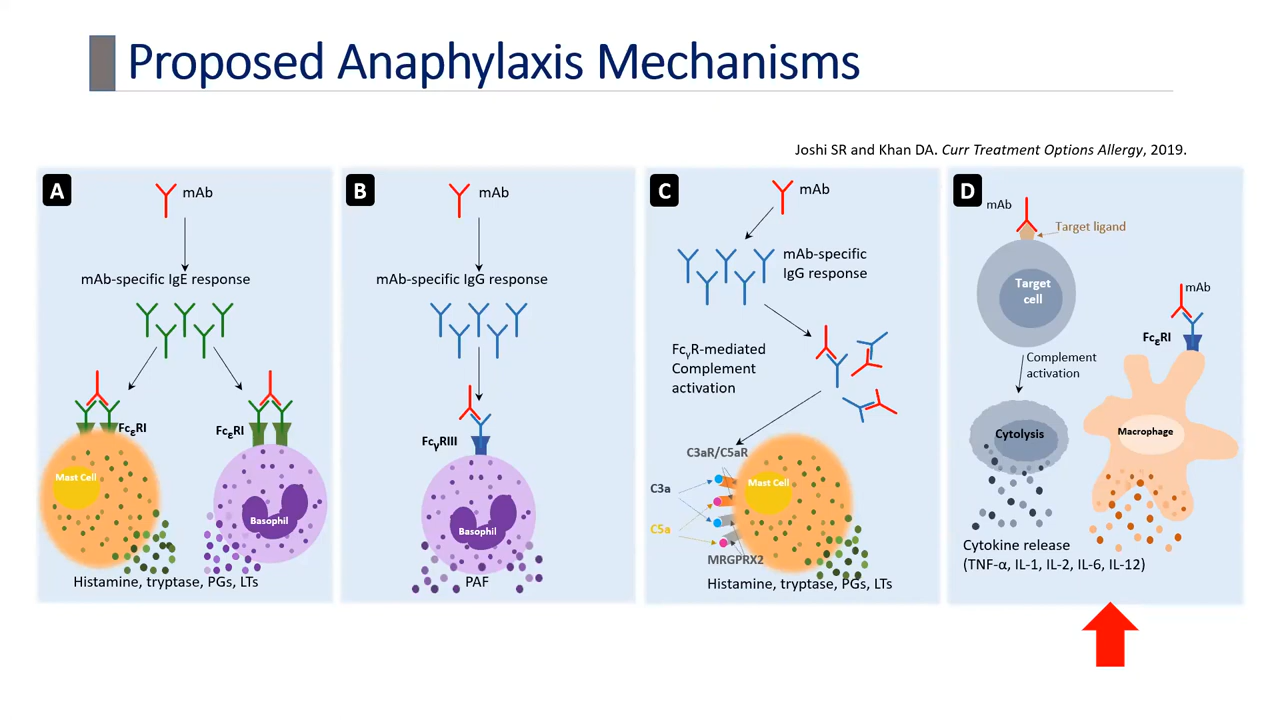 Proposed Anaphylaxis Mechanisms
Joshi SR and Khan DA. Curr Treatment Options Allergy, 2019.
A
mAb
mAb-specific IgE response
FcεRI
FcεRI
Mast Cell
Basophil
Histamine, tryptase, PGs, LTs
B
mAb
mAb-specific IgG response
FcγRIII
Basophil
PAF
C
mAb
mAb-specific
IgG response
FcγR-mediated
Complement
activation
C3aR/C5aR
C3a
C5a
Mast Cell
MRGPRX2
Histamine, tryptase, PGs, LTs
D
mAb
Target ligand
Target
cell
Complement
activation
Cytolysis
mAb
FcεRI
Macrophage
Cytokine release
(TNF-α, IL-1, IL-2, IL-6, IL-12)